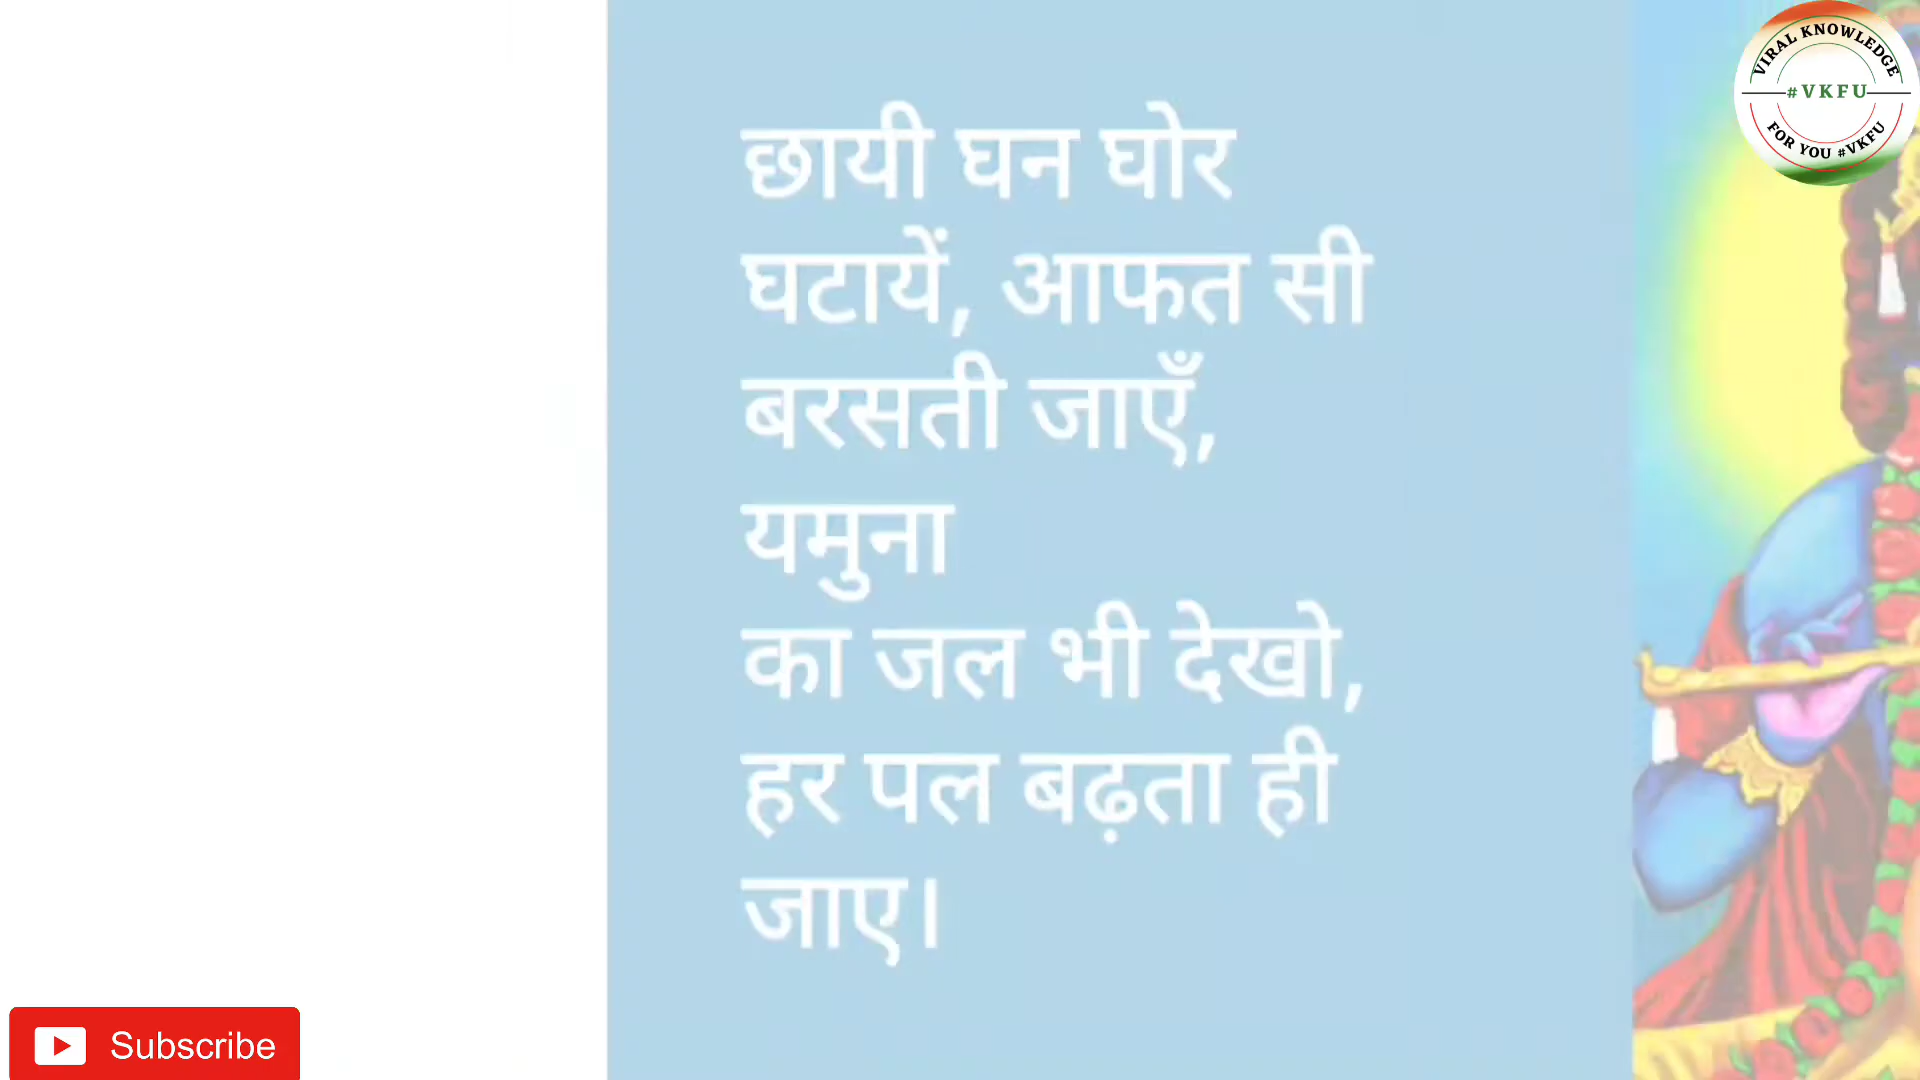 छायी घन घोर
घटायें, आफत सी
बरसती जाएँ,
यमुना
का जल भी देखो,
हर पल बढ़ता ही
जाए।
VIRAL KNOWLEDGE
#VKFU
FOR YOU #VKFU
Subscribe